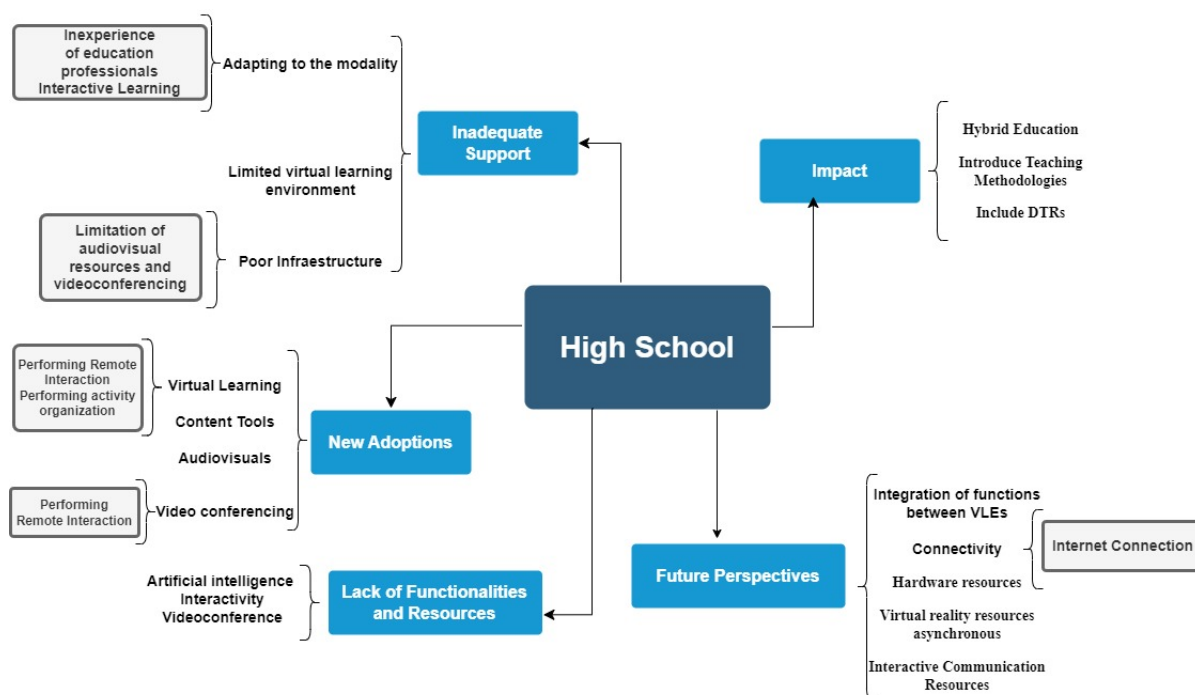 Inexperience
of education
professionals
Interactive Learning
Adapting to the modality
Limited virtual learning
environment
Limitation of
audiovisual
resources and
videoconferencing
Poor Infraestructure
Inadequate
Support
Impact
Hybrid Education
Introduce Teaching
Methodologies
Include DTRs
High School
Performing Remote
Interaction
Performing activity
organization
Virtual Learning
Content Tools
Audiovisuals
Performing
Remote Interaction
Video conferencing
New Adoptions
Artificial intelligence
Interactivity
Videoconference
Lack of Functionalities
and Resources
Future Perspectives
Integration of functions
between VLEs
Connectivity
Internet Connection
Hardware resources
Virtual reality resources
asynchronous
Interactive Communication
Resources